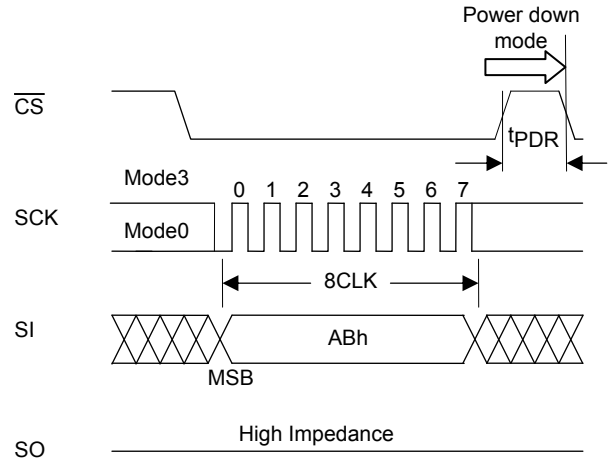 Power down
mode
CS
tPDR
Mode3
0 1 2 3 4 5 6 7
SCK
Mode0
8CLK
SI
ABh
MSB
High Impedance
SO